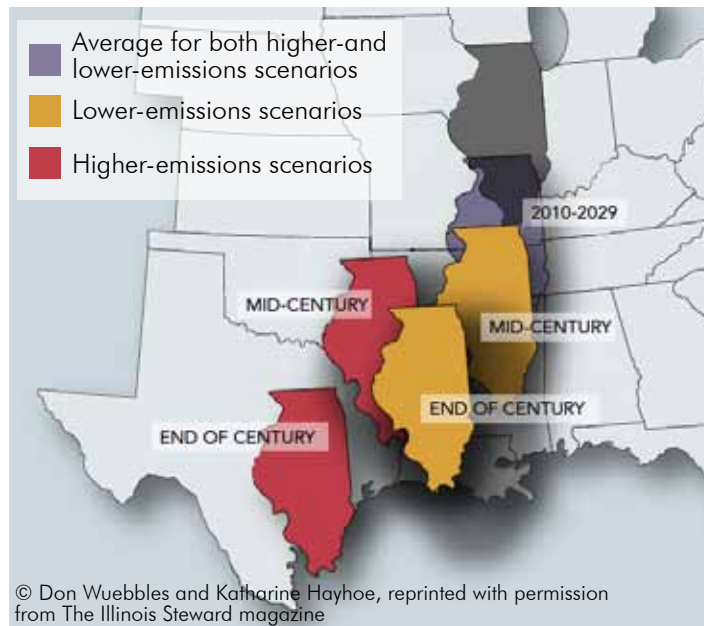 Average for both higher-and
lower-emissions scenarios
Lower-emissions scenarios
Higher-emissions scenarios
2010-2029
MID-CENTURY
MID-CENTURY
END OF CENTURY
END OF CENTURY
© Don Wuebbles and Katharine Hayhoe, reprinted with permission
from The Illinois Steward magazine